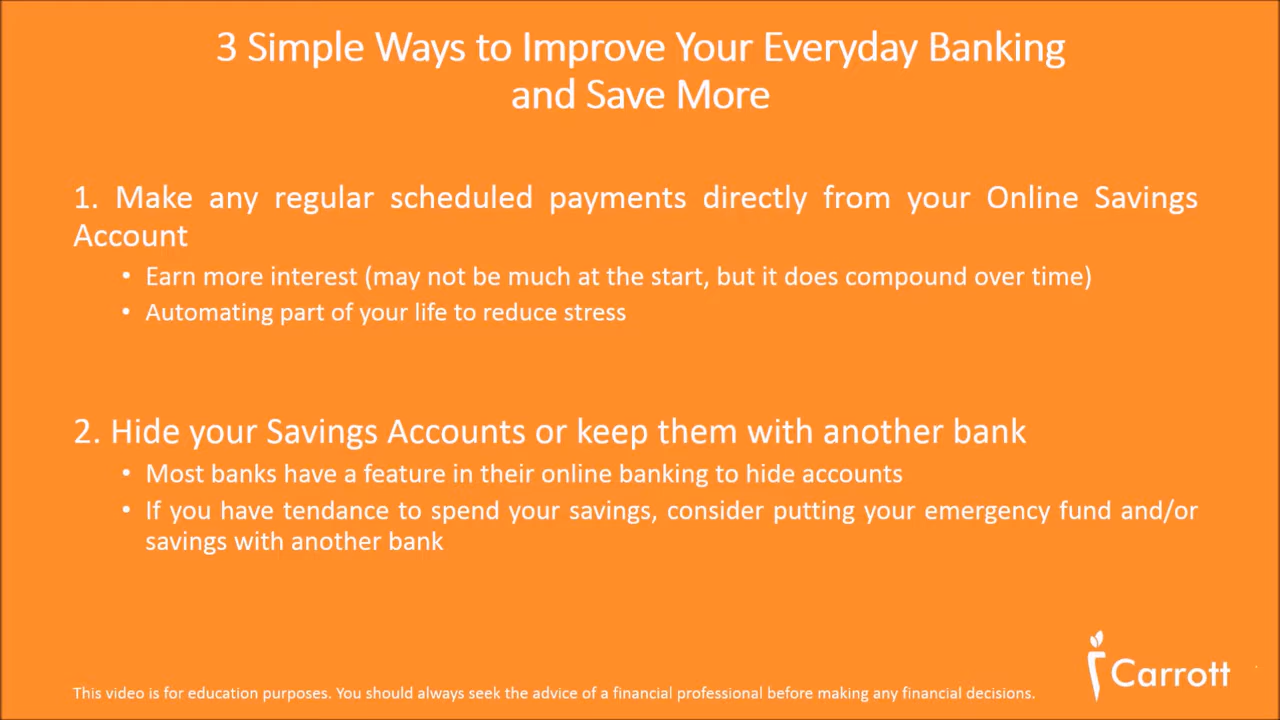 3 Simple Ways to Improve Your Everyday Banking
and Save More
1. Make any regular scheduled payments directly from your Online Savings
Account
• Earn more interest (may not be much at the start, but it does compound over time)
• Automating part of your life to reduce stress
2. Hide your Savings Accounts or keep them with another bank
• Most banks have a feature in their online banking to hide accounts
• If you have tendance to spend your savings, consider putting your emergency fund and/or
savings with another bank
Carrott
This video is for education purposes. You should always seek the advice of a financial professional before making any financial decisions.